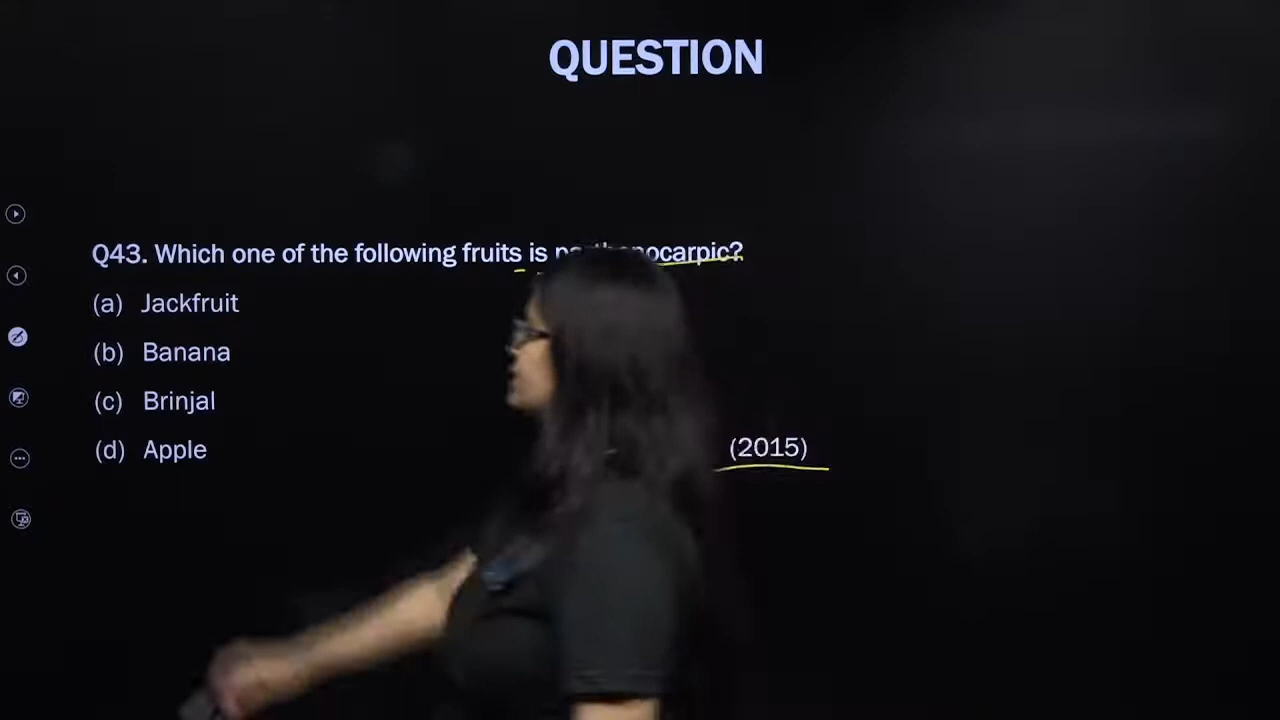 QUESTION
Q43. Which one of the following fruits is
(a) Jackfruit
(b) Banana
(c) Brinjal
(d) Apple
(2015)